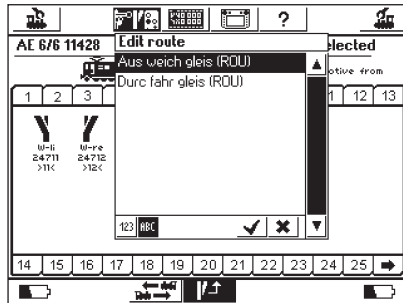 ?
AE 6/6 11428 Edit route elected
Aus weich gleis (ROU)
Durc fahr gleis (ROU)
otive from
1 2 3 1 12 13
W-li W-re
24711 24712
>11< >12<
123 ABC
14 15 16 17 18 19 20 21 22 23 24 25